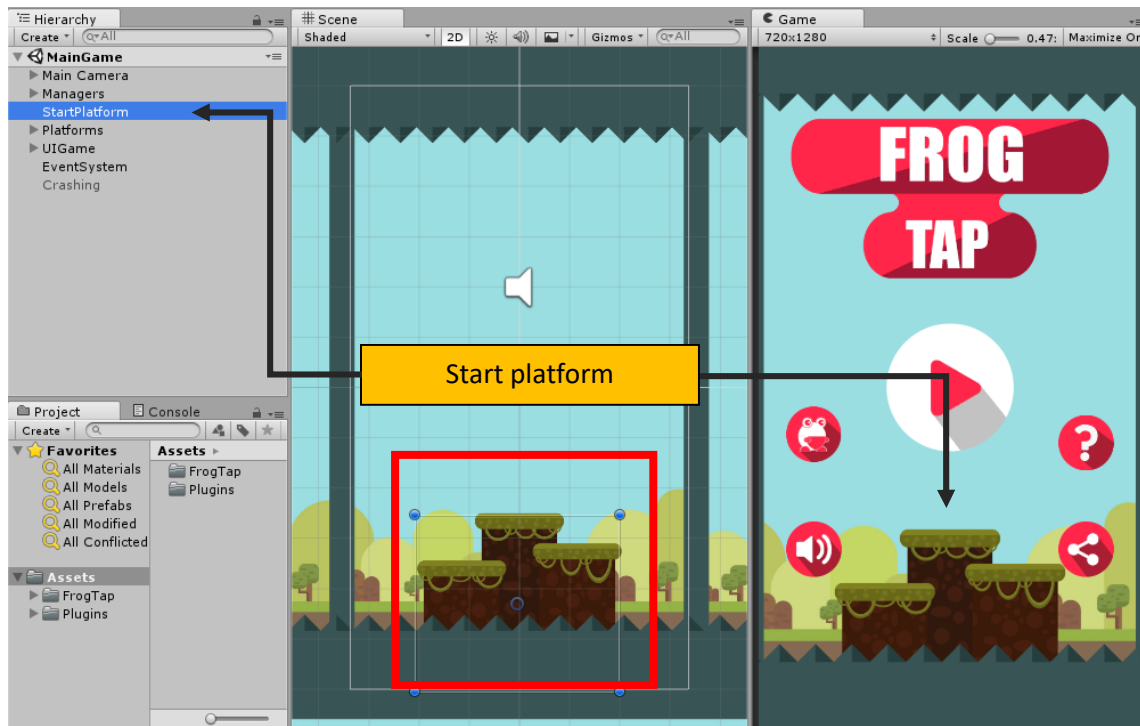 Hierarchy
Create
All
MainGame
Main Camera
Managers
StartPlatform
Platforms
UIGame
EventSystem
Crashing
Project
Console
Create
Favorites
All Materials
All Models
All Prefabs
All Modified
All Conflicted
Assets
FrogTap
Plugins
Assets
FrogTap
Plugins
Scene
Shaded
2D
Gizmos
All
Start platform
Game
720x1280
Scale
0.47:
Maximize Or
FROG
TAP
?